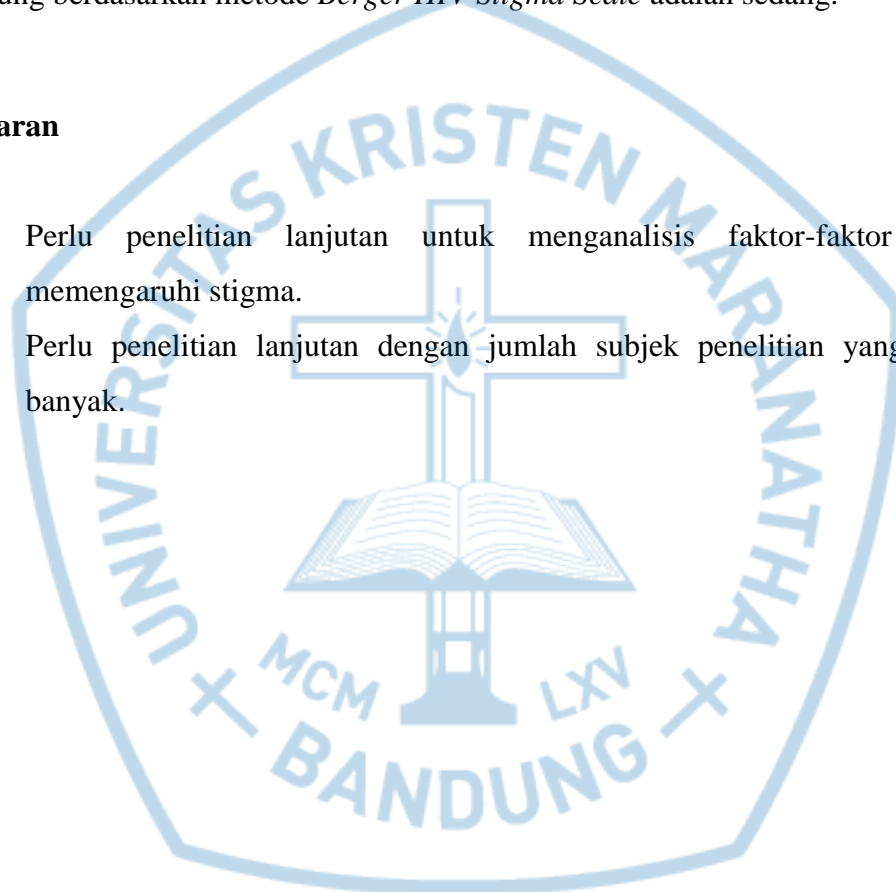 ung berdasarkan metode Berger HIV Stigma Scale adalah sedang.
aran
Perlu penelitian lanjutan untuk menganalisis faktor-faktor
memengaruhi stigma.
Perlu penelitian lanjutan dengan jumlah subjek penelitian yang
banyak.
UNIVERSITAS KRISTEN MARANATHA
MCM LXV
BANDUNG